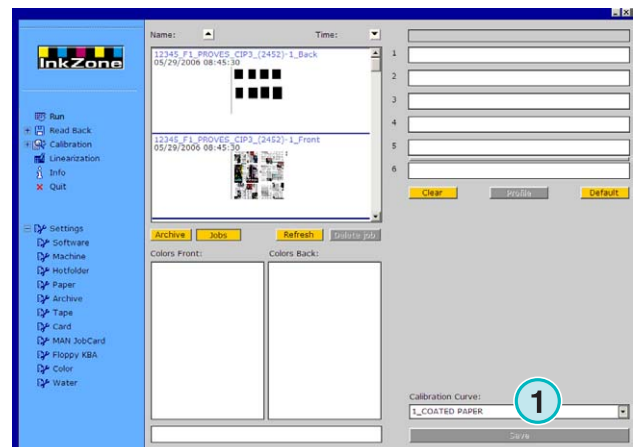 InkZone
Run
Read Back
Calibration
Linearization
Info
Quit
Settings
Software
Machine
Hotfolder
Paper
Archive
Tape
Card
MAN JobCard
Floppy KBA
Color
Water
Name:
Time:
12345_F1_PROVES_CIP3_(2452)-1_Back
05/29/2006 08:45:30
12345_F1_PROVES_CIP3_(2452)-1_Front
05/29/2006 08:45:30
Archive Jobs Refresh Delete job
Colors Front: Colors Back:
1
2
3
4
5
6
Clear Profile Default
Calibration Curve:
1_COATED PAPER
1
Save